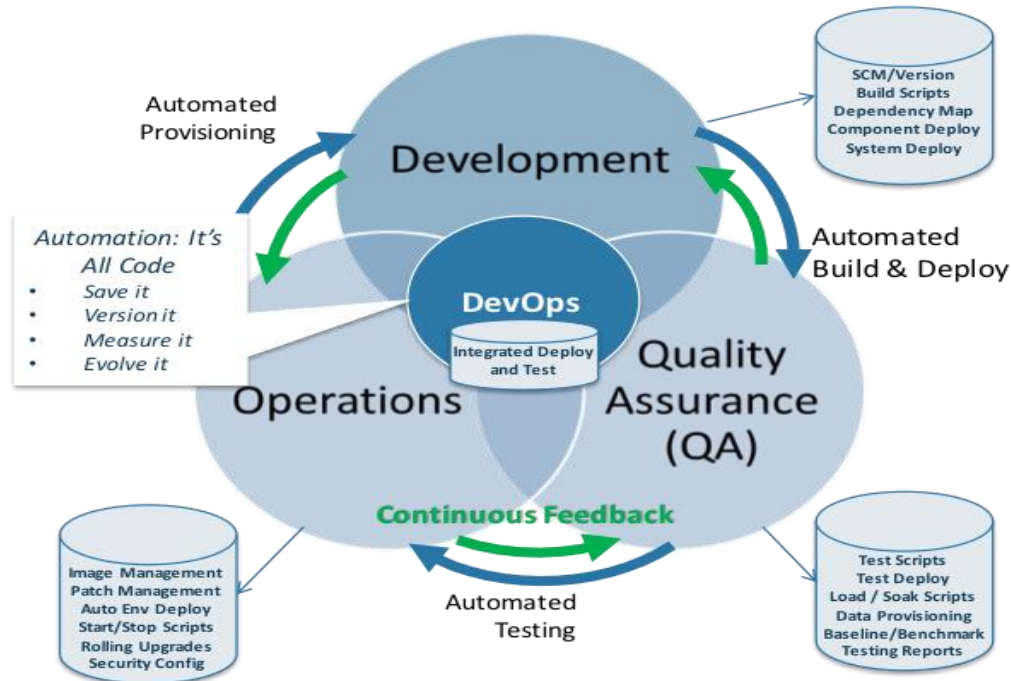 SCM/Version
Build Scripts
Dependency Map
Component Deploy
System Deploy
Automated
Provisioning
Development
Automation: It's
All Code
• Save it
• Version it
• Measure it
• Evolve it
Automated
Build & Deploy
DevOps
Integrated Deploy
and Test
Operations
Quality
Assurance
(QA)
Continuous Feedback
Image Management
Patch Management
Auto Env Deploy
Start/Stop Scripts
Rolling Upgrades
Security Config
Automated
Testing
Test Scripts
Test Deploy
Load / Soak Scripts
Data Provisioning
Baseline/Benchmark
Testing Reports